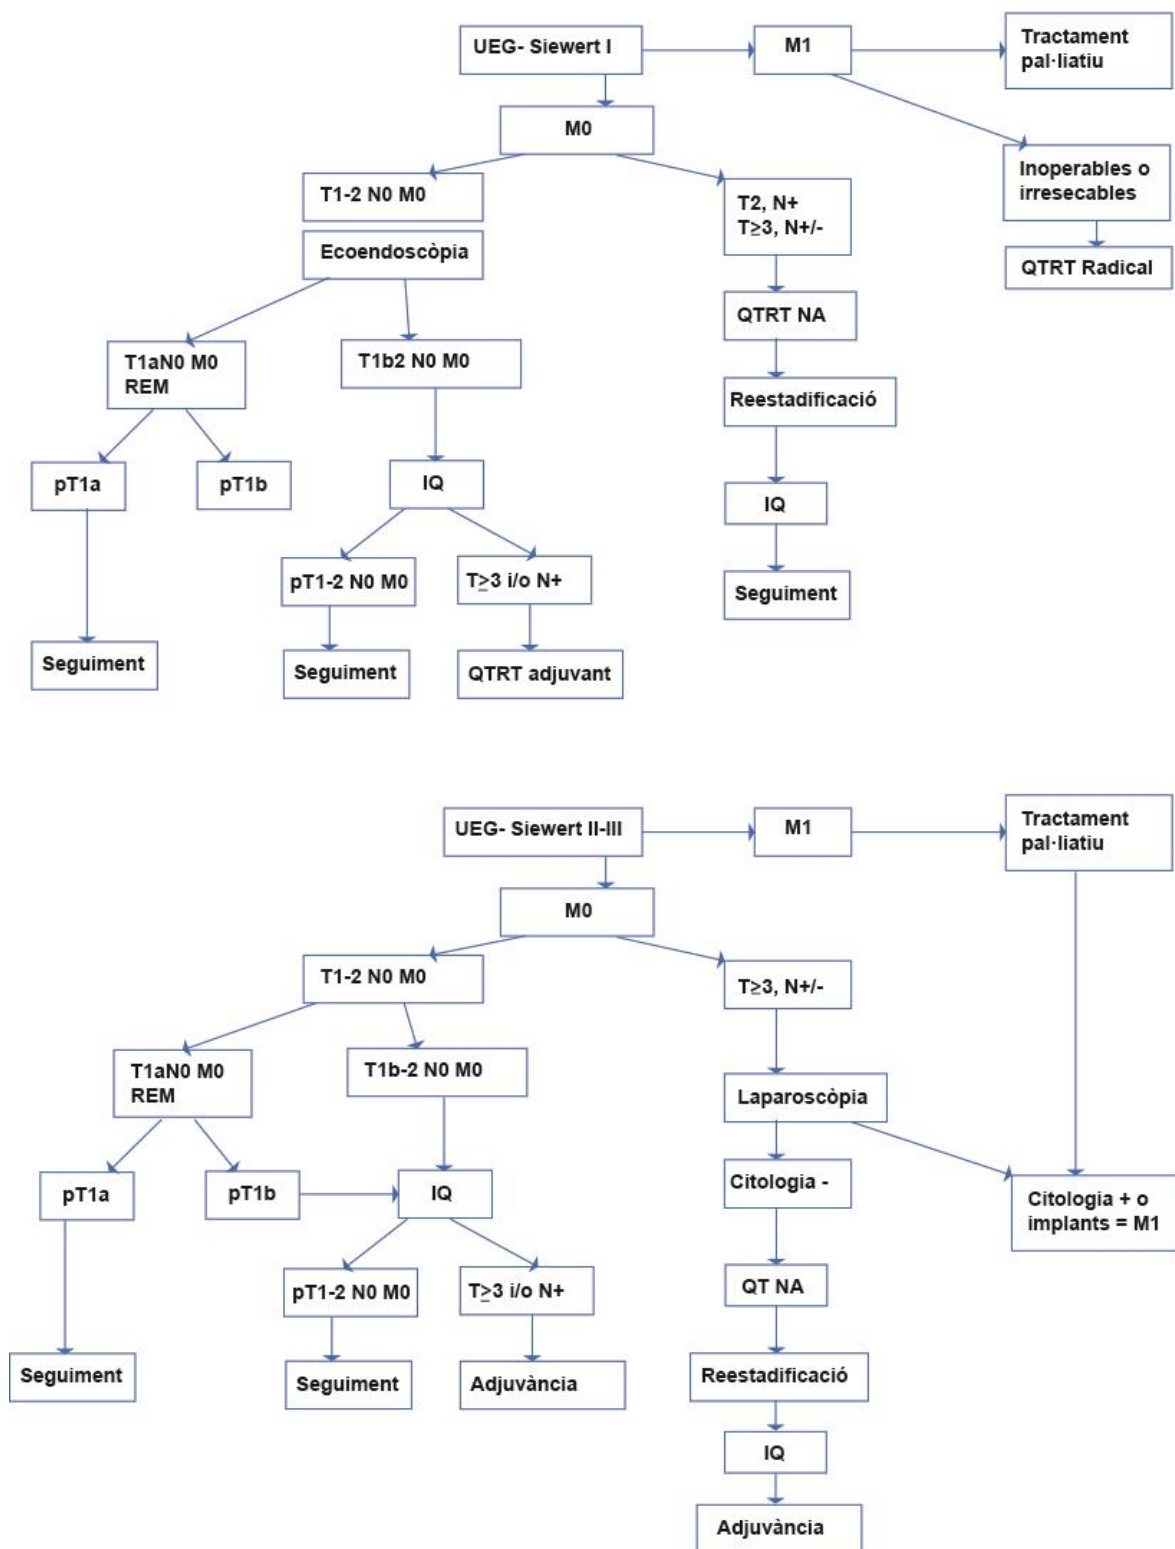 UEG- Siewert I
M1
Tractament
pal·liatiu
M0
Inoperables o
irresecables
T1-2 N0 M0
T2, N+
T≥3, N+/-
Ecoendoscòpia
QTRT Radical
QTRT NA
T1aN0 M0
REM
T1b2 N0 M0
Reestadificació
pT1a
pT1b
IQ
IQ
pT1-2 N0 M0
T≥3 i/o N+
Seguiment
Seguiment
Seguiment
QTRT adjuvant
UEG- Siewert II-III
M1
Tractament
pal·liatiu
M0
T1-2 N0 M0
T≥3, N+/-
T1aN0 M0
REM
T1b-2 N0 M0
Laparoscòpia
pT1a
pT1b
IQ
Citologia -
Citologia + o
implants = M1
pT1-2 N0 M0
T≥3 i/o N+
QT NA
Seguiment
Seguiment
Adjuvància
Reestadificació
IQ
Adjuvància